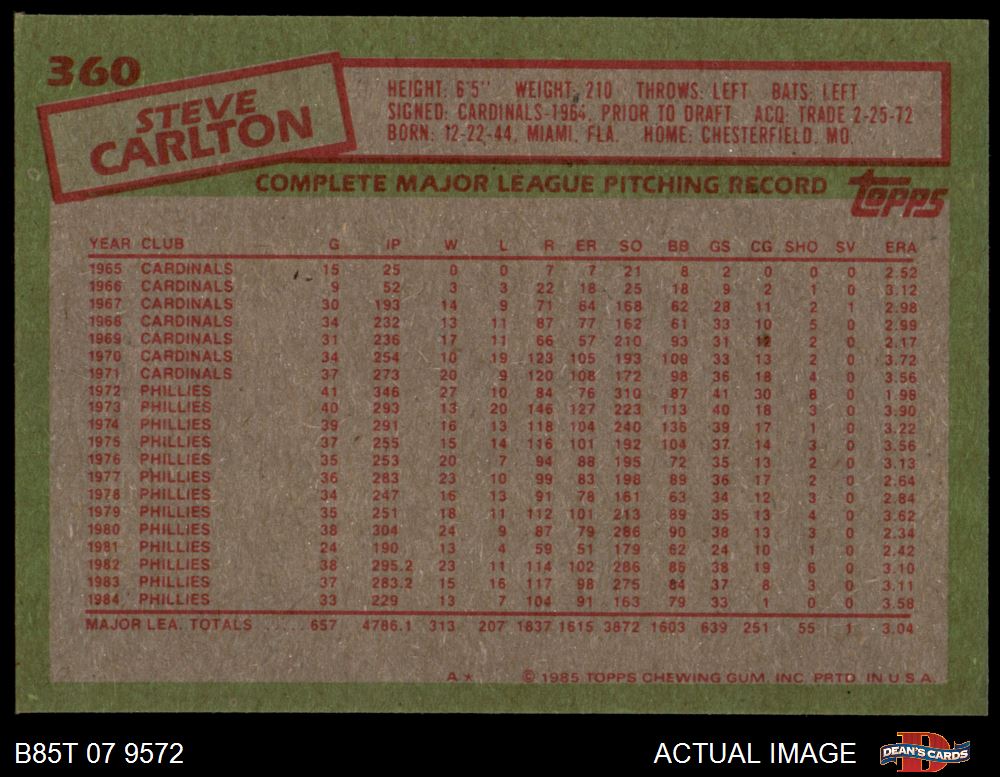 360
STEVE
CARLTON
HEIGHT: 6'5" WEIGHT: 210 THROWS: LEFT BATS: LEFT
SIGNED: CARDINALS-1964, PRIOR TO DRAFT ACQ: TRADE 2-25-72
BORN: 12-22-44, MIAMI, FLA. HOME: CHESTERFIELD, MO.
COMPLETE MAJOR LEAGUE PITCHING RECORD
Topps
YEAR CLUB G IP W L R ER SO BB GS CG SHO SV ERA
1965 CARDINALS 15 25 0 0 7 7 21 8 2 0 0 0 2.52
1966 CARDINALS 9 52 3 3 22 18 25 18 9 2 1 0 3.12
1967 CARDINALS 30 193 14 9 71 64 168 62 28 11 2 1 2.98
1968 CARDINALS 34 232 13 11 87 77 162 61 33 10 5 0 2.99
1969 CARDINALS 31 236 17 11 66 57 210 93 31 12 2 0 2.17
1970 CARDINALS 34 254 10 19 123 105 193 109 33 13 2 0 3.72
1971 CARDINALS 37 273 20 9 120 108 172 98 36 18 4 0 3.56
1972 PHILLIES 41 346 27 10 84 76 310 87 41 30 8 0 1.98
1973 PHILLIES 40 293 13 20 146 127 223 113 40 18 3 0 3.90
1974 PHILLIES 39 291 16 13 118 104 240 136 39 17 1 0 3.22
1975 PHILLIES 37 255 15 14 116 101 192 104 37 14 3 0 3.56
1976 PHILLIES 35 253 20 7 94 88 195 72 35 13 2 0 3.13
1977 PHILLIES 36 283 23 10 99 83 198 89 36 17 2 0 2.64
1978 PHILLIES 34 247 16 13 91 78 161 63 34 12 3 0 2.84
1979 PHILLIES 35 251 18 11 112 101 213 89 35 13 4 0 3.62
1980 PHILLIES 38 304 24 9 87 79 286 90 38 13 3 0 2.34
1981 PHILLIES 24 190 13 4 59 51 179 62 24 10 1 0 2.42
1982 PHILLIES 38 295.2 23 11 114 102 286 86 38 19 6 0 3.10
1983 PHILLIES 37 283.2 15 16 117 98 275 84 37 8 3 0 3.11
1984 PHILLIES 33 229 13 7 104 91 163 79 33 1 0 0 3.58
MAJOR LEA. TOTALS 657 4786.1 313 207 1837 1615 3872 1603 639 251 55 1 3.04
A* © 1985 TOPPS CHEWING GUM, INC. PRTD. IN U.S.A.
B85T 07 9572
ACTUAL IMAGE
DEAN'S CARDS